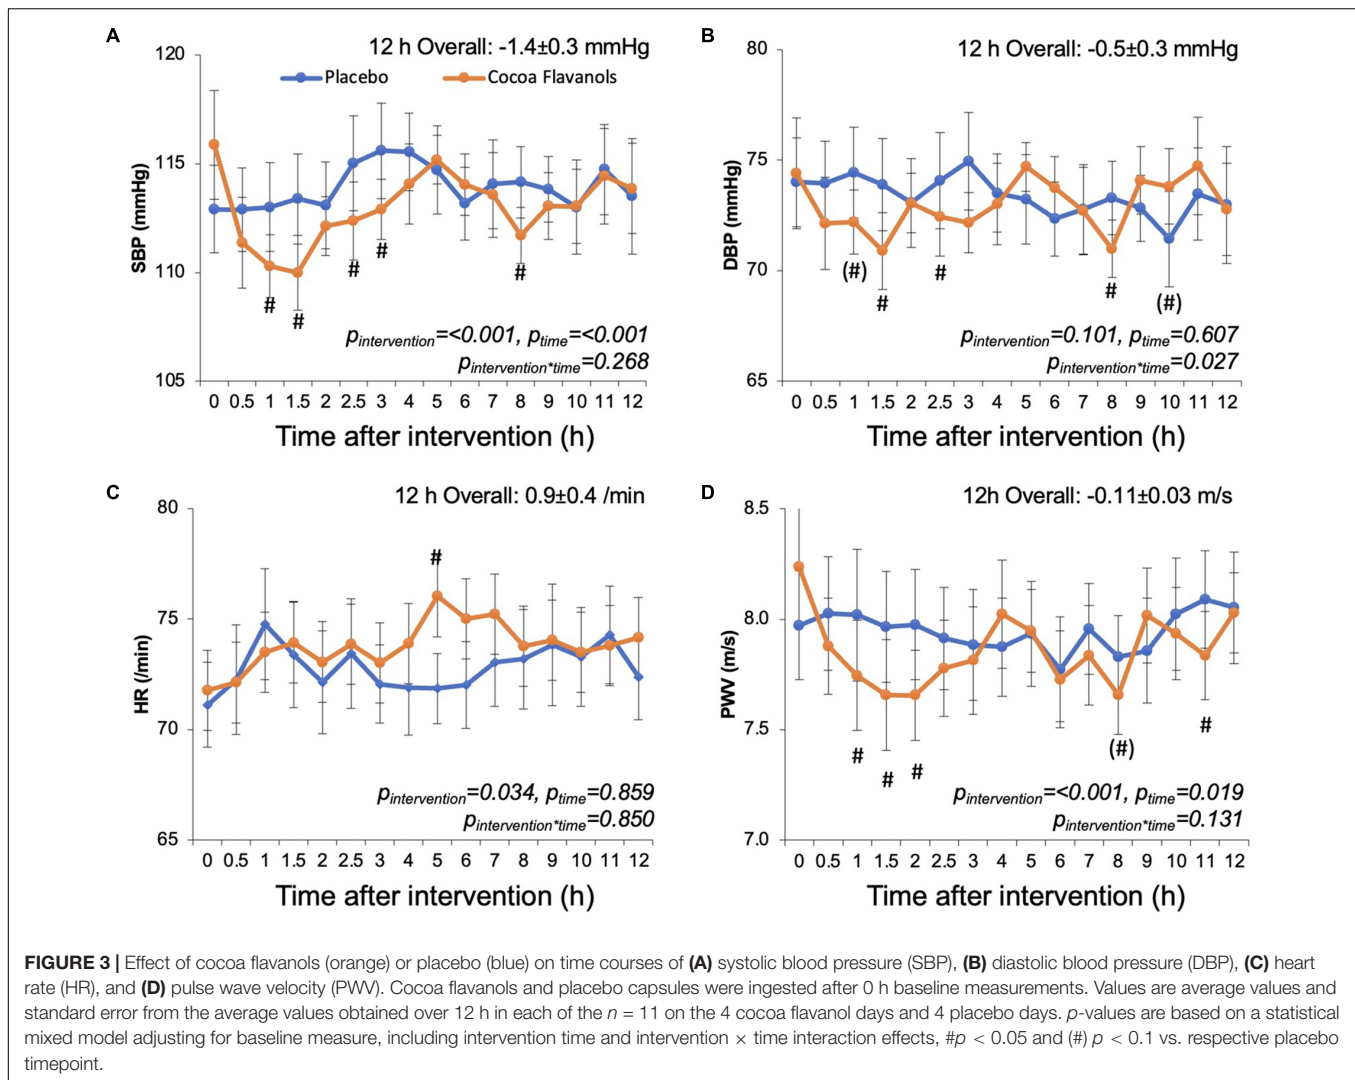 A
12 h Overall: -1.4±0.3 mmHg
Placebo
Cocoa Flavanols
120
115
110
105
SBP (mmHg)
#
#
#
#
#
pintervention=<0.001, ptime=<0.001
pintervention*time=0.268
0 0.5 1 1.5 2 2.5 3 4 5 6 7 8 9 10 11 12
Time after intervention (h)
B
12 h Overall: -0.5±0.3 mmHg
80
75
70
65
DBP (mmHg)
(#)
#
#
#
(#)
pintervention=0.101, ptime=0.607
pintervention*time=0.027
0 0.5 1 1.5 2 2.5 3 4 5 6 7 8 9 10 11 12
Time after intervention (h)
C
12 h Overall: 0.9±0.4 /min
80
75
70
65
HR (/min)
#
pintervention=0.034, ptime=0.859
pintervention*time=0.850
0 0.5 1 1.5 2 2.5 3 4 5 6 7 8 9 10 11 12
Time after intervention (h)
D
12h Overall: -0.11±0.03 m/s
8.5
8.0
7.5
7.0
PWV (m/s)
#
#
#
(#)
#
pintervention=<0.001, ptime=0.019
pintervention*time=0.131
0 0.5 1 1.5 2 2.5 3 4 5 6 7 8 9 10 11 12
Time after intervention (h)
FIGURE 3 | Effect of cocoa flavanols (orange) or placebo (blue) on time courses of (A) systolic blood pressure (SBP), (B) diastolic blood pressure (DBP), (C) heart
rate (HR), and (D) pulse wave velocity (PWV). Cocoa flavanols and placebo capsules were ingested after 0 h baseline measurements. Values are average values and
standard error from the average values obtained over 12 h in each of the n = 11 on the 4 cocoa flavanol days and 4 placebo days. p-values are based on a statistical
mixed model adjusting for baseline measure, including intervention time and intervention × time interaction effects, #p < 0.05 and (#) p < 0.1 vs. respective placebo
timepoint.